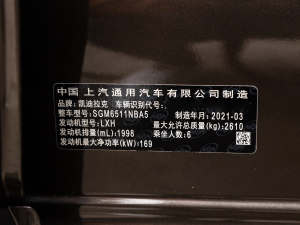 中国 上汽通用汽车有限公司制造
品牌:凯迪拉克 车辆识别代号:
整车型号:SGM6511NBA5
发动机型号:LXH 制造年月:2021-03
发动机排量(mL):1998 最大允许总质量(kg):2610
发动机最大净功率(kW):169 乘坐人数:6